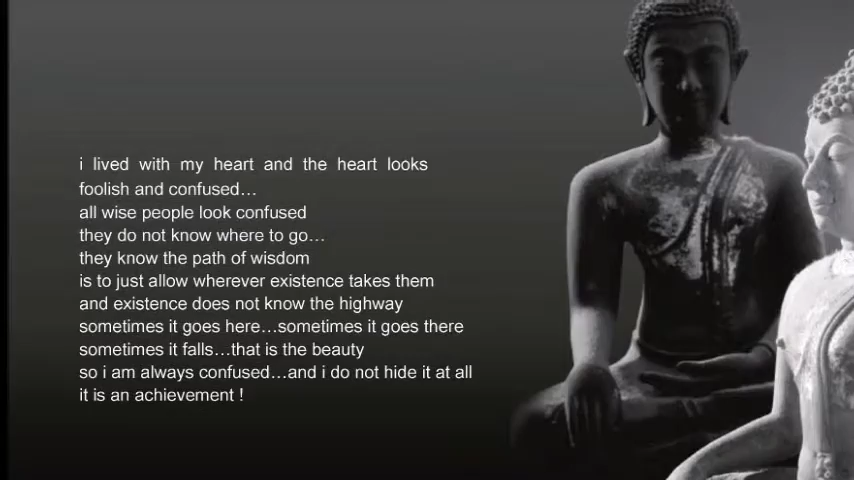 i lived with my heart and the heart looks
foolish and confused…
all wise people look confused
they do not know where to go…
they know the path of wisdom
is to just allow wherever existence takes them
and existence does not know the highway
sometimes it goes here…sometimes it goes there
sometimes it falls…that is the beauty
so i am always confused…and i do not hide it at all
it is an achievement !